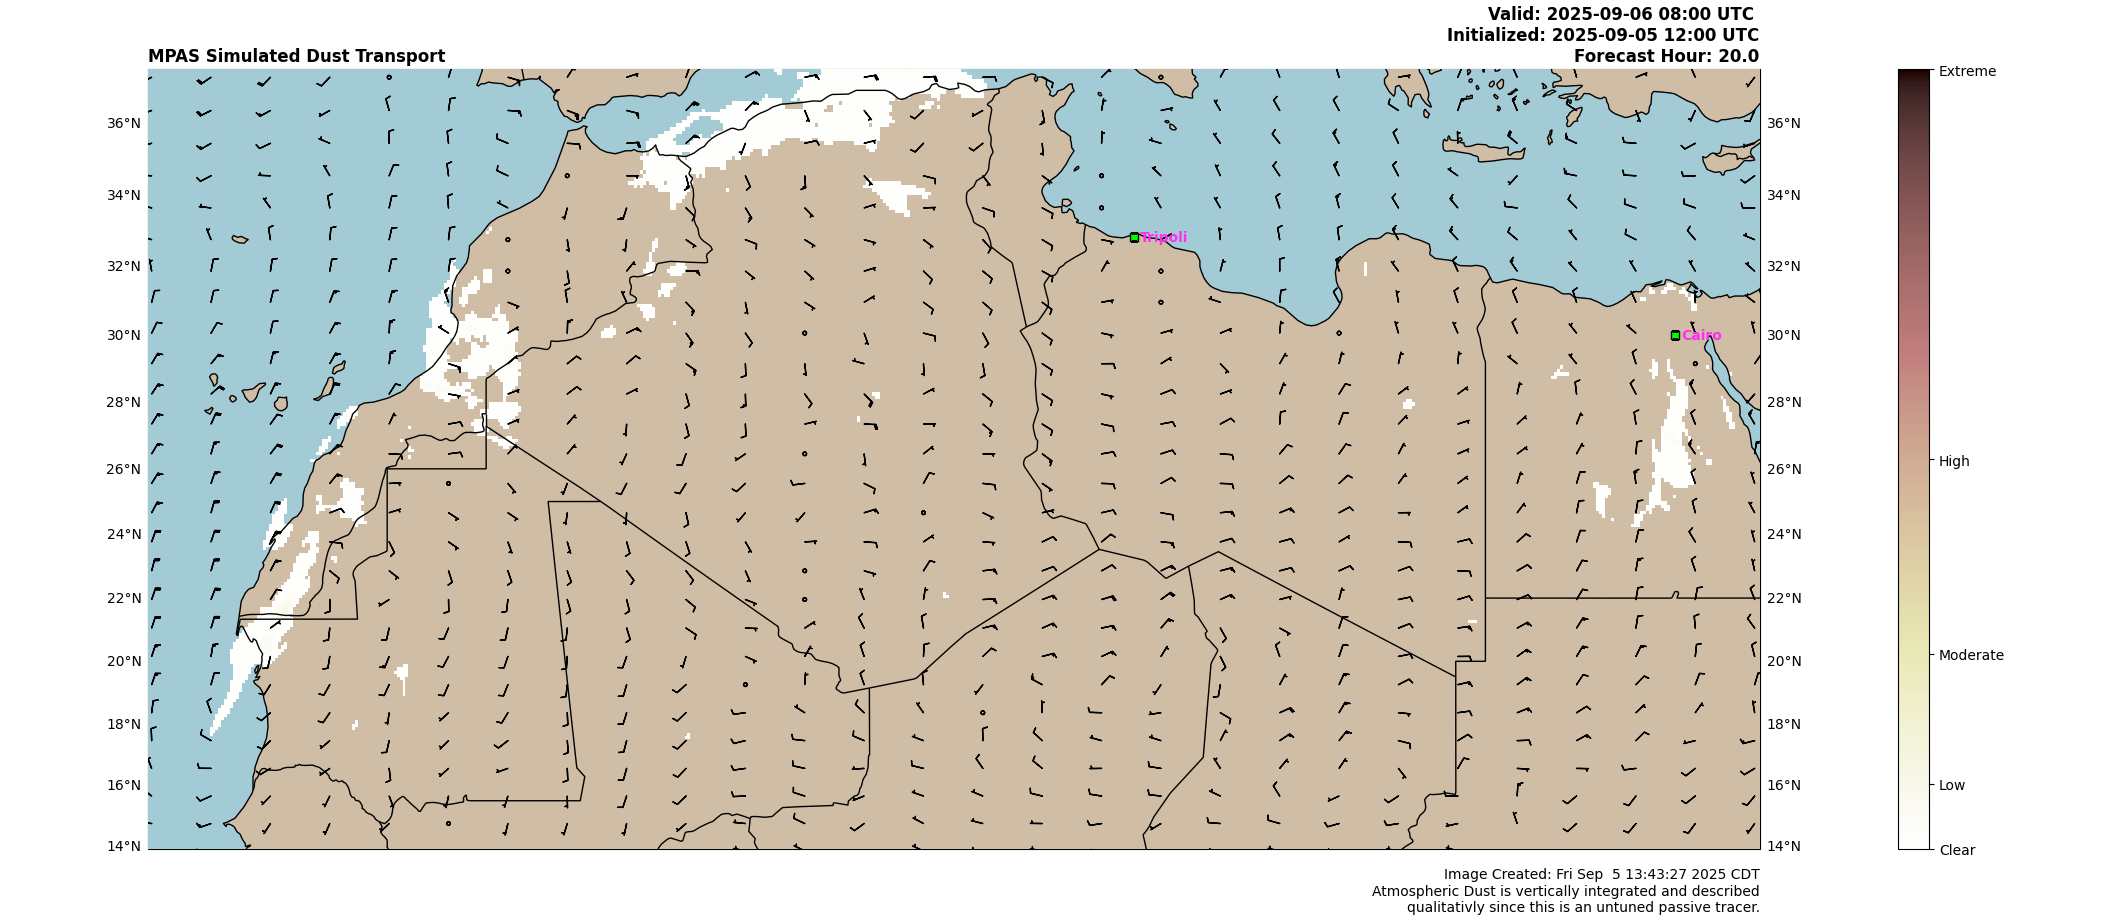 Valid: 2025-09-06 08:00 UTC
Initialized: 2025-09-05 12:00 UTC
MPAS Simulated Dust Transport
Forecast Hour: 20.0
Extreme
36°N
36°N
34°N
34°N
Tripoli
32°N
32°N
30°N
Cairo
30°N
28°N
28°N
26°N
26°N
High
24°N
24°N
22°N
22°N
20°N
20°N
Moderate
18°N
18°N
16°N
16°N
Low
14°N
14°N
Clear
Image Created: Fri Sep  5 13:43:27 2025 CDT
Atmospheric Dust is vertically integrated and described
qualitativly since this is an untuned passive tracer.